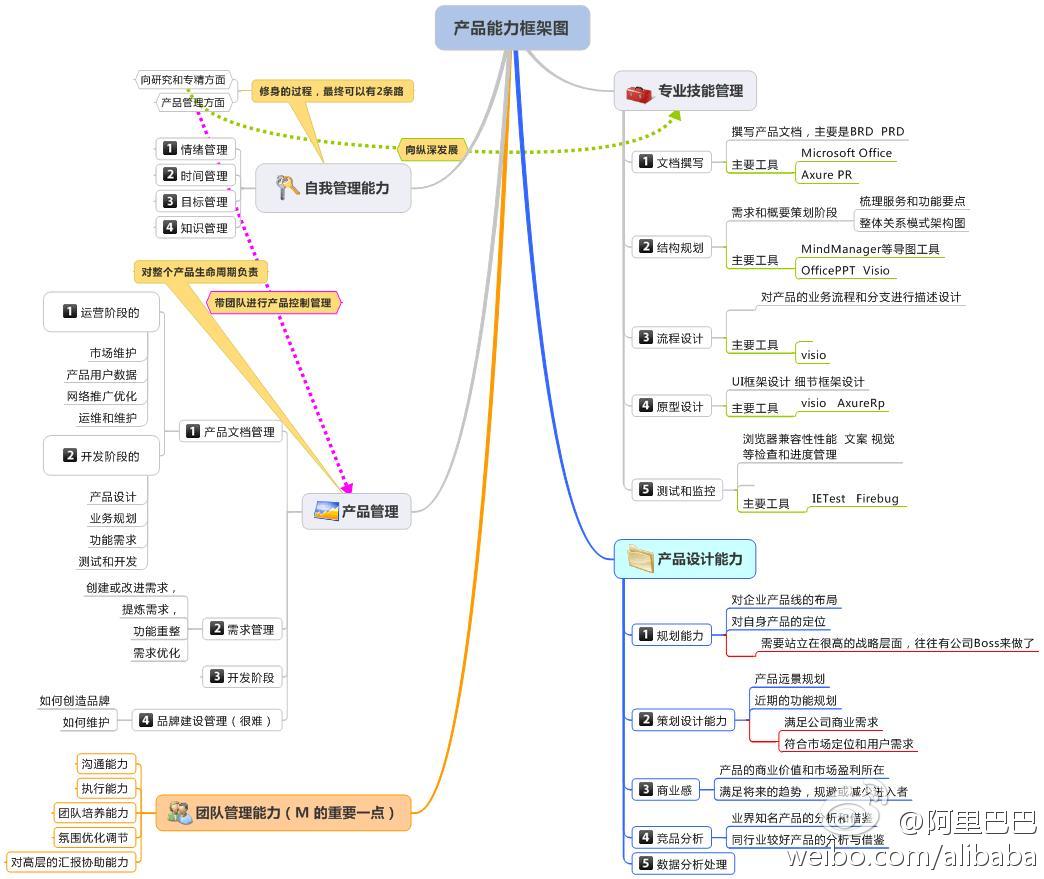 产品能力框架图
向研究和专精方面
产品管理方面
修身的过程，最终可以有2条路
向纵深发展
1 情绪管理
2 时间管理
3 目标管理
4 知识管理
自我管理能力
对整个产品生命周期负责
带团队进行产品控制管理
1 运营阶段的
市场维护
产品用户数据
网络推广优化
运维和维护
1 产品文档管理
2 开发阶段的
产品设计
业务规划
功能需求
测试和开发
产品管理
创建或改进需求，
提炼需求，
功能重整
需求优化
2 需求管理
3 开发阶段
如何创造品牌
如何维护
4 品牌建设管理（很难）
沟通能力
执行能力
团队培养能力
氛围优化调节
对高层的汇报协助能力
团队管理能力（M 的重要一点）
专业技能管理
撰写产品文档，主要是BRD PRD
1 文档撰写
主要工具
Microsoft Office
Axure PR
需求和概要策划阶段
梳理服务和功能要点
整体关系模式架构图
2 结构规划
主要工具
MindManager等导图工具
OfficePPT Visio
对产品的业务流程和分支进行描述设计
3 流程设计
主要工具
visio
UI框架设计 细节框架设计
4 原型设计
主要工具
visio AxureRp
浏览器兼容性性能 文案 视觉
等检查和进度管理
5 测试和监控
主要工具
IETest Firebug
产品设计能力
对企业产品线的布局
1 规划能力
对自身产品的定位
需要站立在很高的战略层面，往往有公司Boss来做了
产品远景规划
近期的功能规划
2 策划设计能力
满足公司商业需求
符合市场定位和用户需求
产品的商业价值和市场盈利所在
3 商业感
满足将来的趋势，规避或减少进入者
业界知名产品的分析和借鉴
4 竞品分析
同行业较好产品的分析与借鉴
5 数据分析处理
@阿里巴巴
weibo.com/alibaba